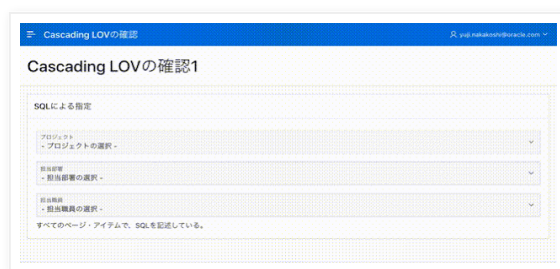 Cascading LOVの確認
yuji.nakakoshi@oracle.com
Cascading LOVの確認1
SQLによる指定
プロジェクト
- プロジェクトの選択 -
担当部署
- 担当部署の選択 -
担当職員
- 担当職員の選択 -
すべてのページ・アイテムで、SQLを記述している。